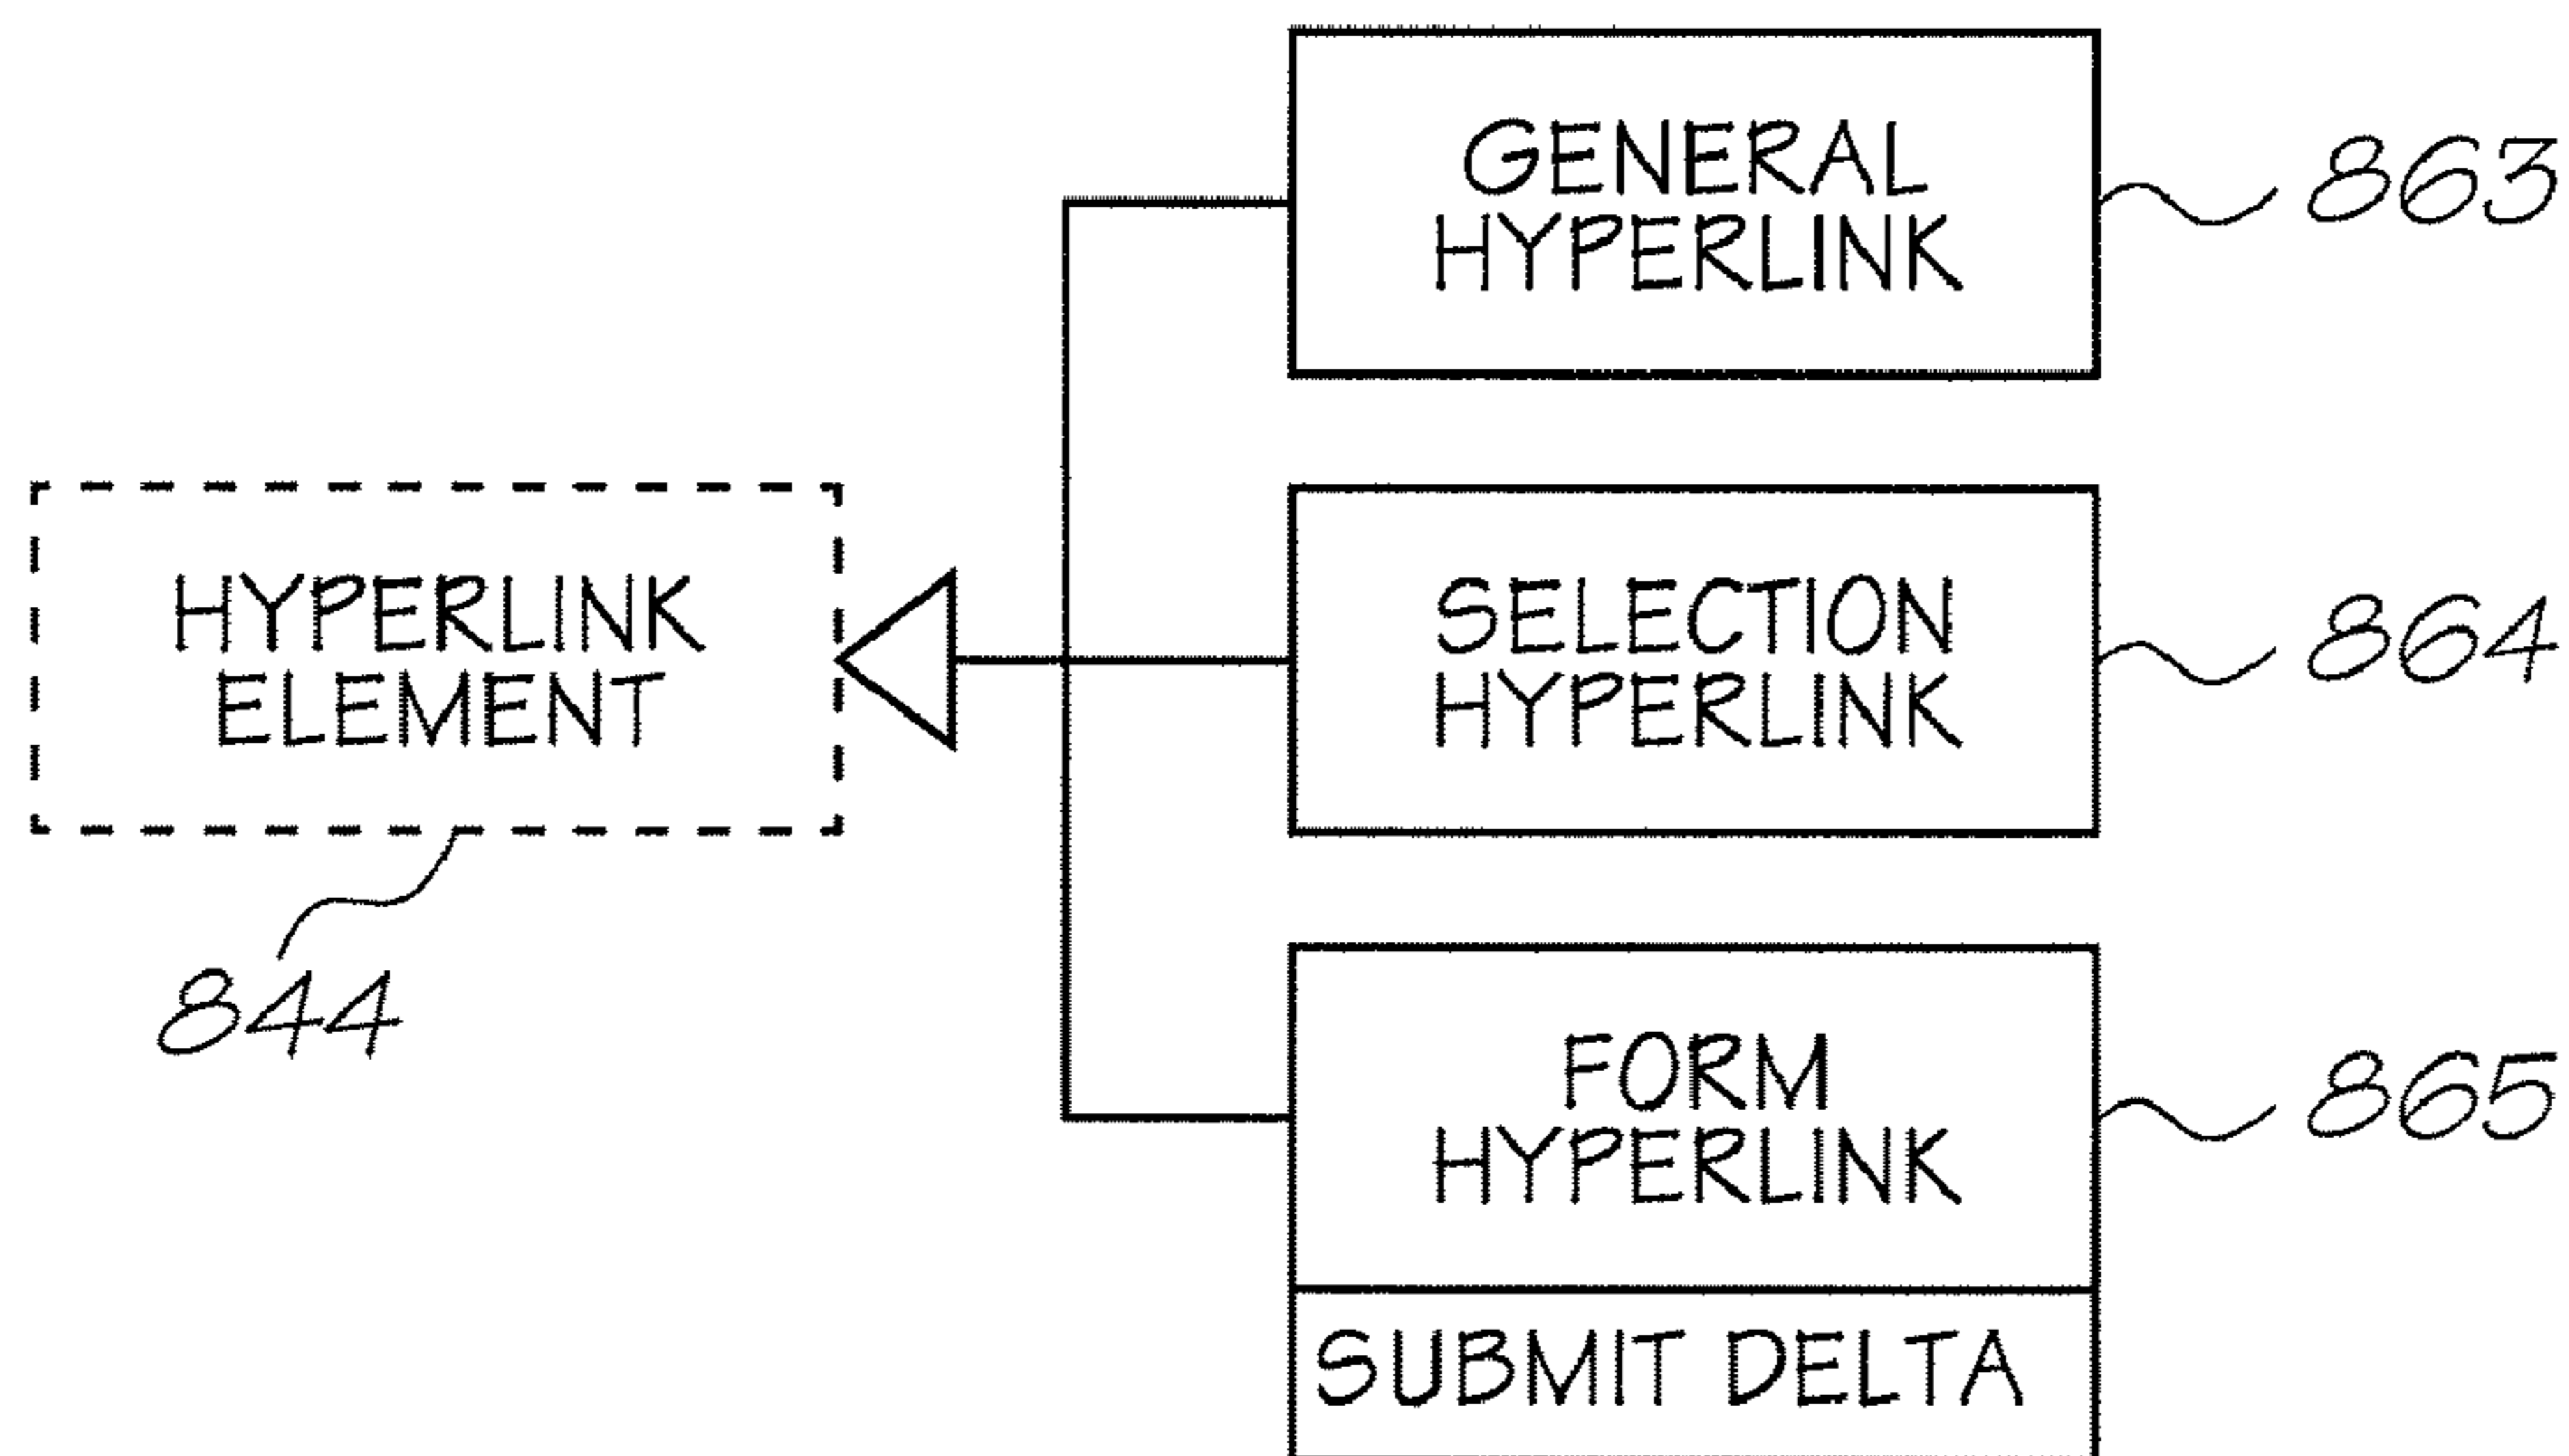 GENERAL
HYPERLINK
863
HYPERLINK
ELEMENT
844
SELECTION
HYPERLINK
864
FORM
HYPERLINK
865
SUBMIT DELTA